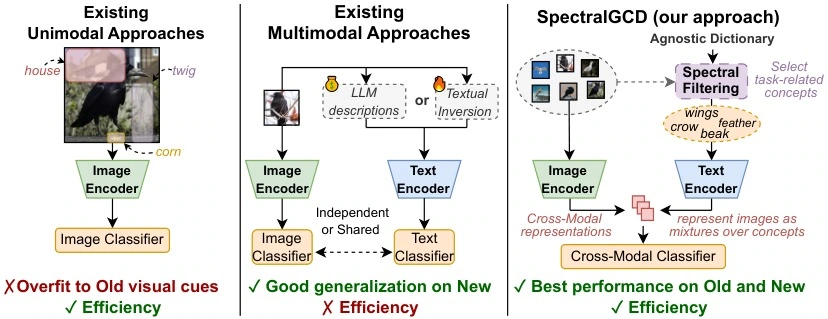 Existing
Unimodal Approaches
house
twig
corn
Image
Encoder
Image Classifier
✗Overfit to Old visual cues
✓ Efficiency
Existing
Multimodal Approaches
LLM
descriptions
or
Textual
Inversion
Image
Encoder
Text
Encoder
Independent
or Shared
Image
Classifier
Text
Classifier
✓ Good generalization on New
✗ Efficiency
SpectralGCD (our approach)
Agnostic Dictionary
Spectral
Filtering
Select
task-related
concepts
wings
crow feather
beak
Image
Encoder
Text
Encoder
Cross-Modal
representations
represent images as
mixtures over concepts
Cross-Modal Classifier
✓ Best performance on Old and New
✓ Efficiency